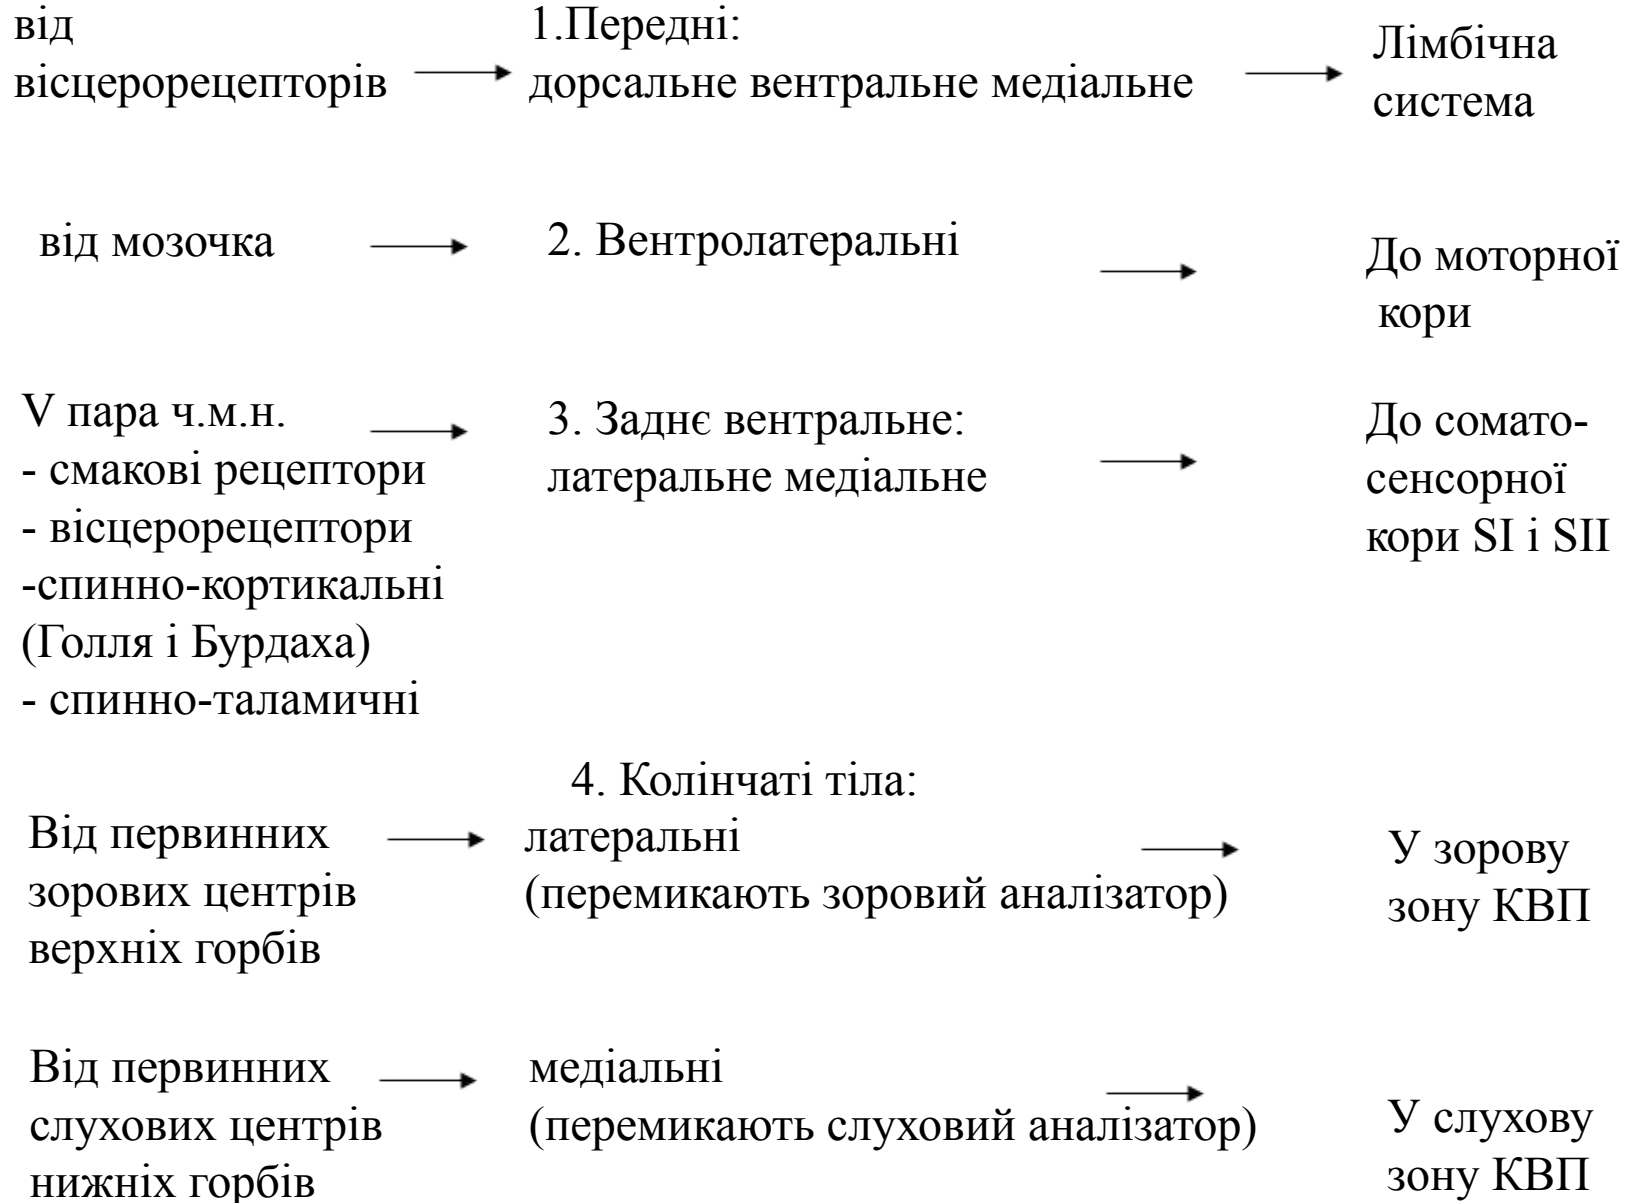 від
вісцерорецепторів
1.Передні:
дорсальне вентральне медіальне
Лімбічна
система
від мозочка
2. Вентролатеральні
До моторної
кори
V пара ч.м.н.
- смакові рецептори
- вісцерорецептори
-спинно-кортикальні
(Голля і Бурдаха)
- спинно-таламичні
3. Заднє вентральне:
латеральне медіальне
До сомато-
сенсорної
кори SI і SII
4. Колінчаті тіла:
Від первинних
зорових центрів
верхніх горбів
латеральні
(перемикають зоровий аналізатор)
У зорову
зону КВП
Від первинних
слухових центрів
нижніх горбів
медіальні
(перемикають слуховий аналізатор)
У слухову
зону КВП